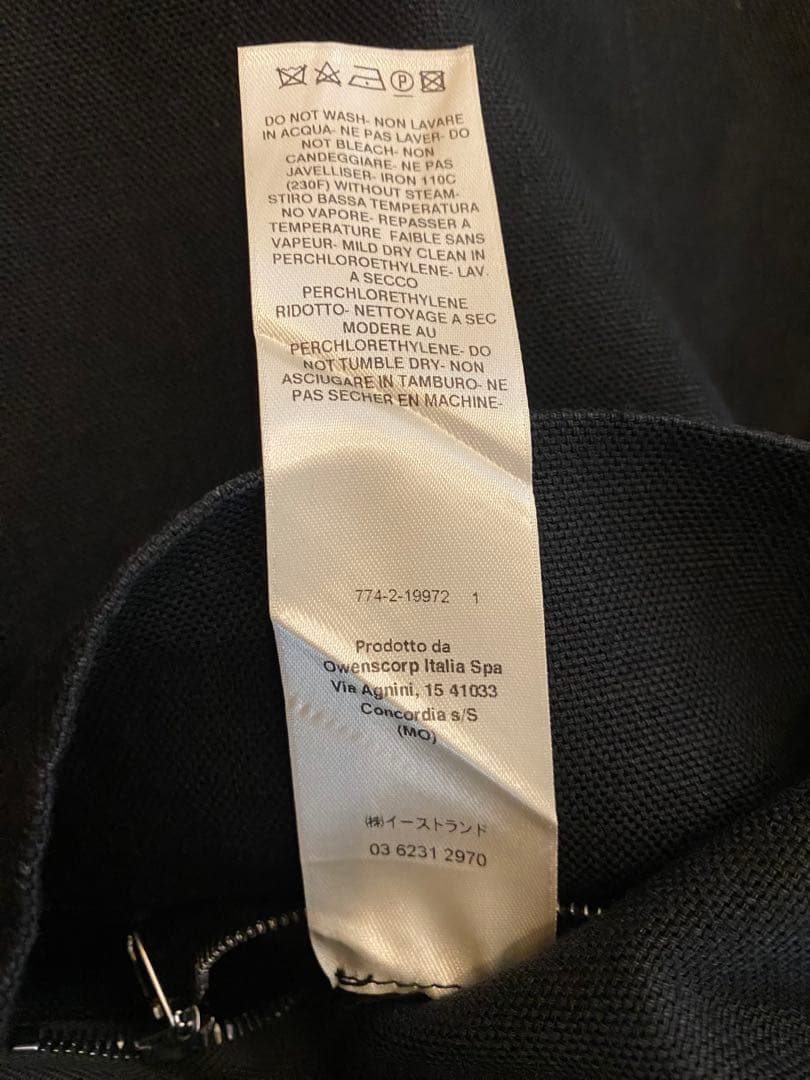 P
DO NOT WASH- NON LAVARE
IN ACQUA- NE PAS LAVER- DO
NOT BLEACH- NON
CANDEGGIARE- NE PAS
JAVELLISER- IRON 110C
(230F) WITHOUT STEAM-
STIRO BASSA TEMPERATURA
NO VAPORE- REPASSER A
TEMPERATURE FAIBLE SANS
VAPEUR- MILD DRY CLEAN IN
PERCHLOROETHYLENE- LAV.
A SECCO
PERCHLORETHYLENE
RIDOTTO- NETTOYAGE A SEC
MODERE AU
PERCHLORETHYLENE- DO
NOT TUMBLE DRY- NON
ASCIUGARE IN TAMBURO- NE
PAS SECHER EN MACHINE-
774-2-19972 1
Prodotto da
Owenscorp Italia Spa
Via Agnini, 15 41033
Concordia s/S
(MO)
㈱イーストランド
03 6231 2970